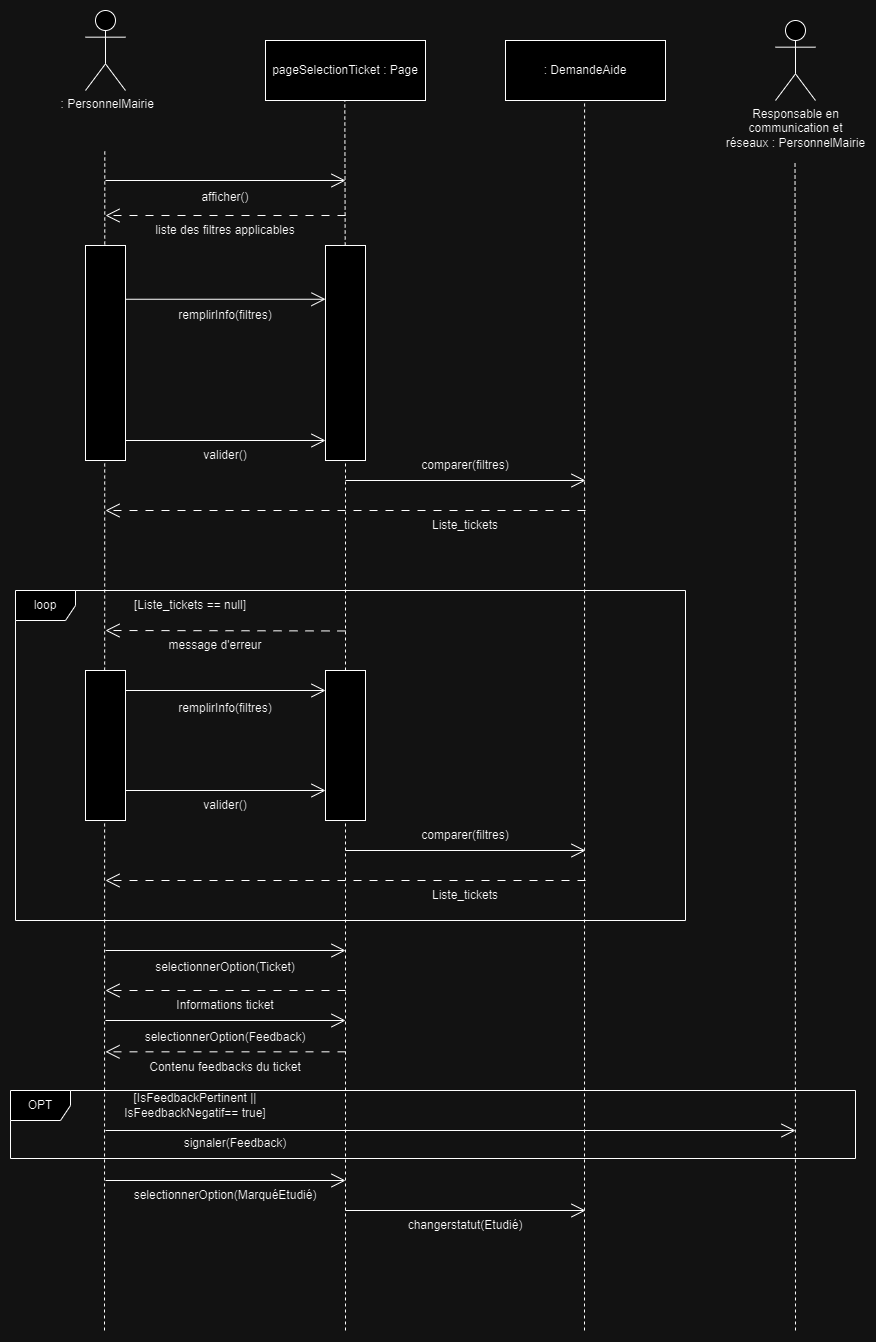 : PersonnelMairie
pageSelectionTicket : Page
: DemandeAide
Responsable en
communication et
réseaux : PersonnelMairie
afficher()
liste des filtres applicables
remplirInfo(filtres)
valider()
comparer(filtres)
Liste_tickets
loop
[Liste_tickets == null]
message d'erreur
remplirInfo(filtres)
valider()
comparer(filtres)
Liste_tickets
selectionnerOption(Ticket)
Informations ticket
selectionnerOption(Feedback)
Contenu feedbacks du ticket
OPT
[IsFeedbackPertinent ||
IsFeedbackNegatif== true]
signaler(Feedback)
selectionnerOption(MarquéEtudié)
changerstatut(Etudié)